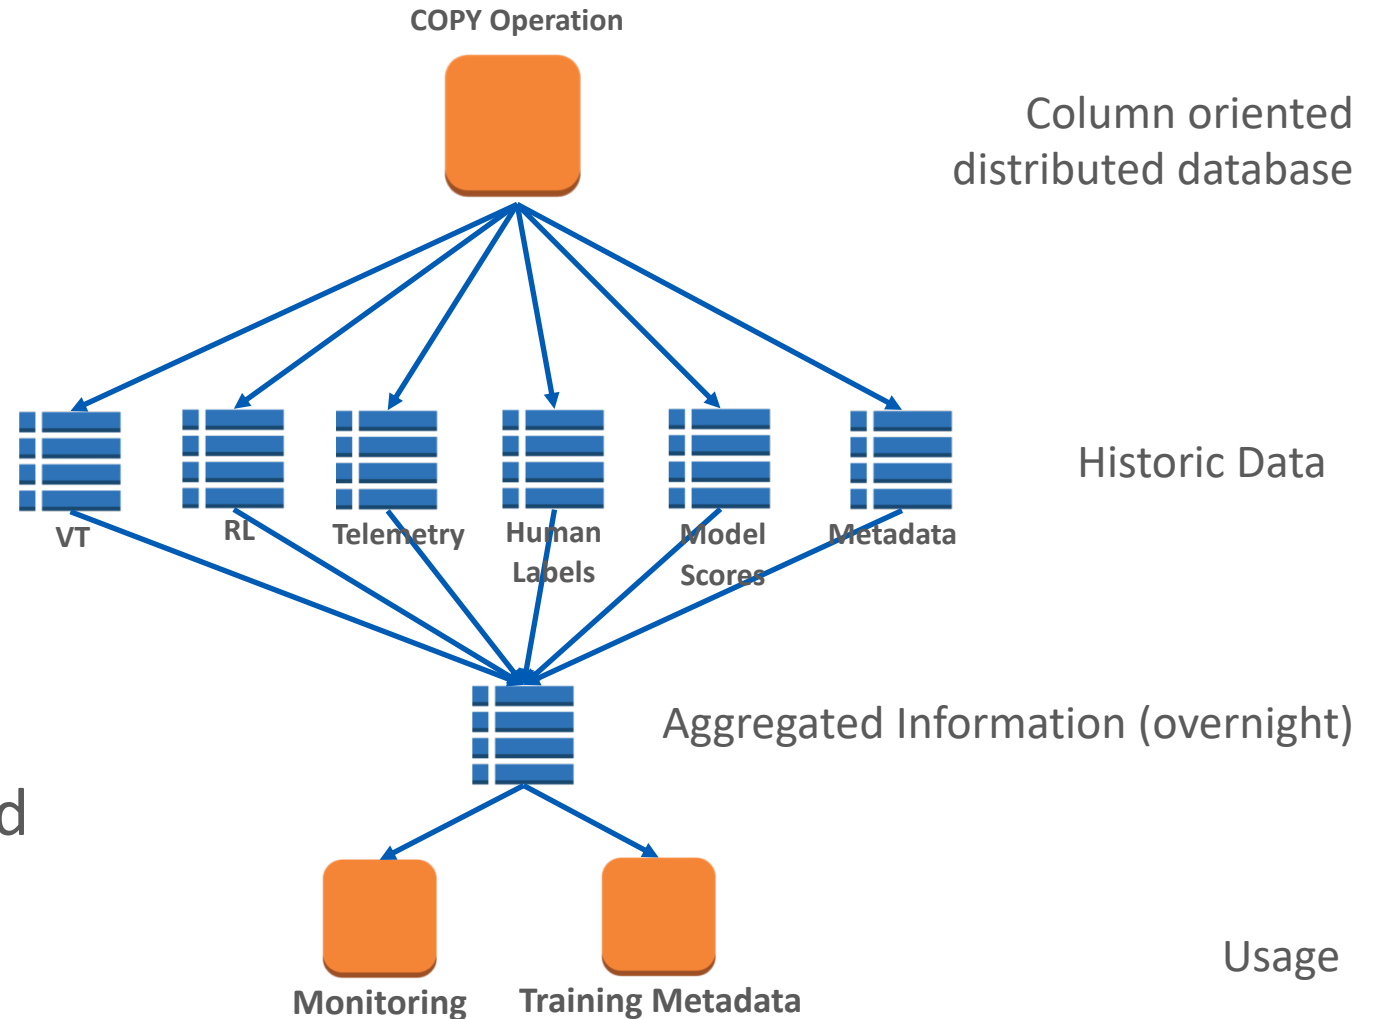 COPY Operation
Column oriented
distributed database
Historic Data
VT
RL
Telemetry
Human
Labels
Model
Scores
Metadata
Aggregated Information (overnight)
d
Monitoring
Training Metadata
Usage